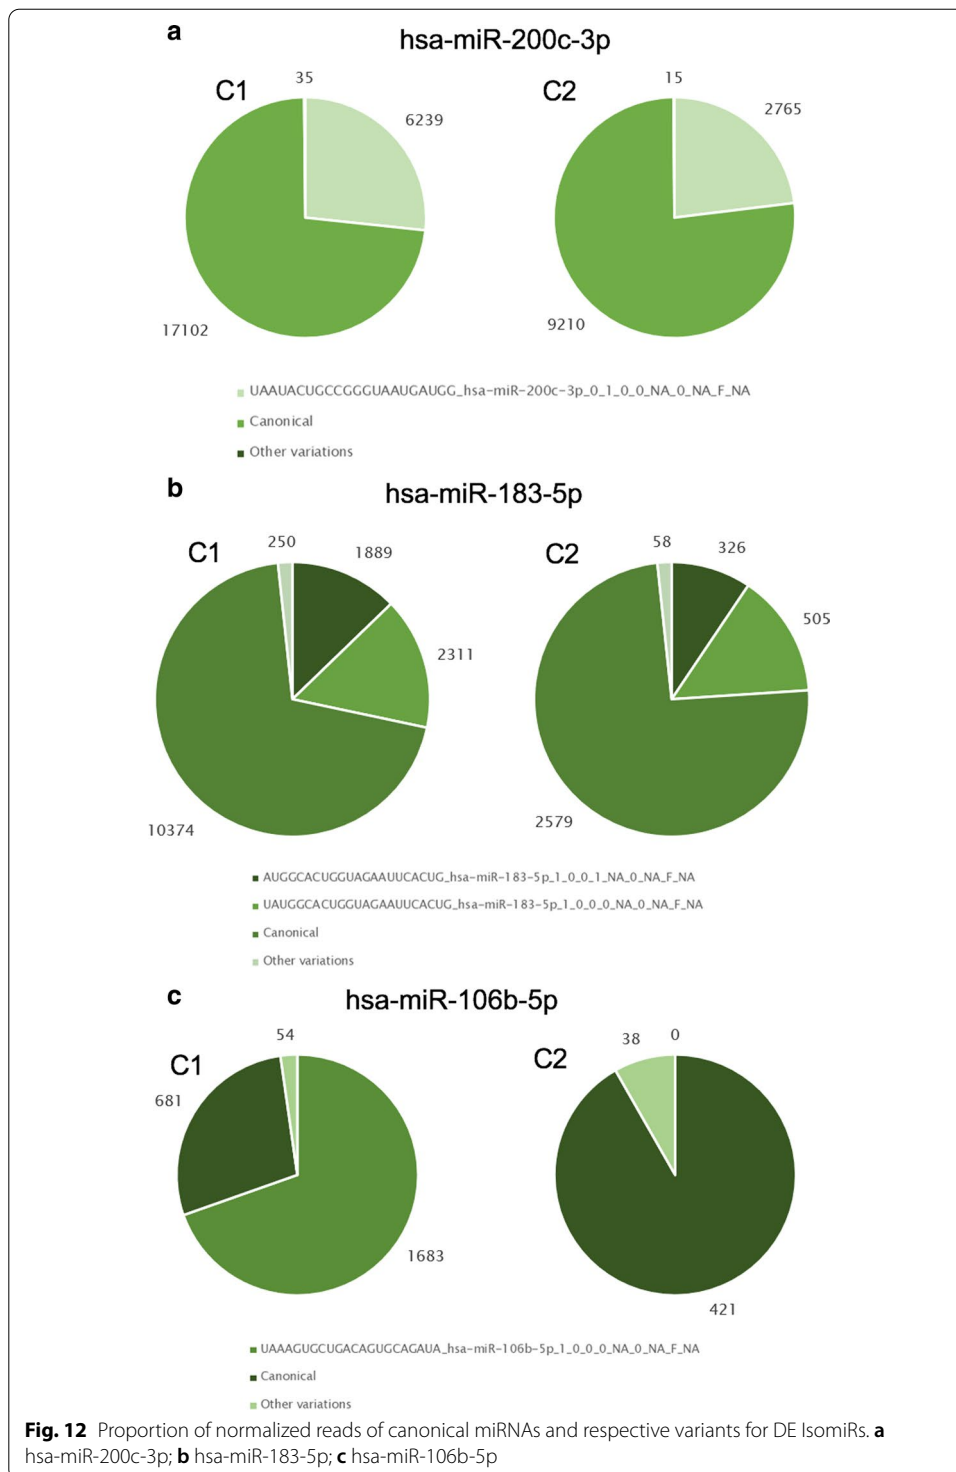 a
hsa-miR-200c-3p
C1
35
6239
17102
C2
15
2765
9210
UAAUACUGCCGGGUAAUGAUGG_hsa-miR-200c-3p_0_1_0_0_NA_0_NA_F_NA
Canonical
Other variations
b
hsa-miR-183-5p
C1
250
1889
2311
10374
C2
58
326
505
2579
AUGGCACUGGUAGAAUUCACUG_hsa-miR-183-5p_1_0_0_1_NA_0_NA_F_NA
UAUGGCACUGGUAGAAUUCACUG_hsa-miR-183-5p_1_0_0_0_NA_0_NA_F_NA
Canonical
Other variations
c
hsa-miR-106b-5p
C1
54
681
1683
C2
38
0
421
UAAAGUGCUGACAGUGCAGAUA_hsa-miR-106b-5p_1_0_0_0_NA_0_NA_F_NA
Canonical
Other variations
Fig. 12 Proportion of normalized reads of canonical miRNAs and respective variants for DE IsomiRs. a
hsa-miR-200c-3p; b hsa-miR-183-5p; c hsa-miR-106b-5p